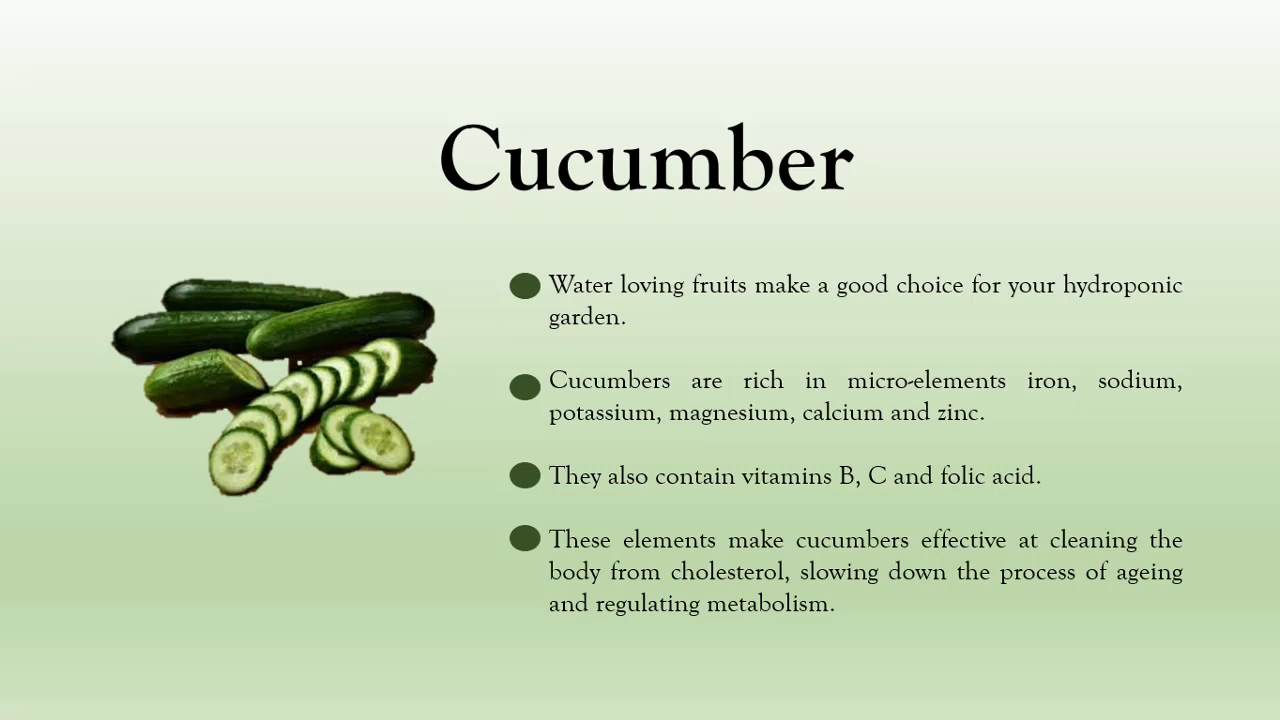 Cucumber
Water loving fruits make a good choice for your hydroponic
garden.
Cucumbers are rich in micro-elements iron, sodium,
potassium, magnesium, calcium and zinc.
They also contain vitamins B, C and folic acid.
These elements make cucumbers effective at cleaning the
body from cholesterol, slowing down the process of ageing
and regulating metabolism.